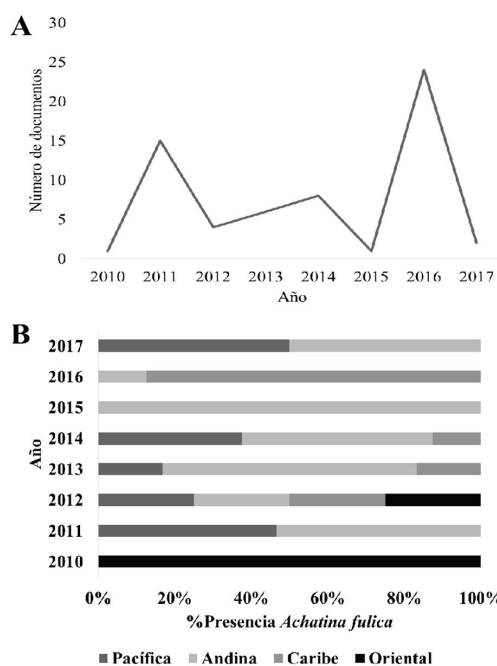 A
30
25
20
15
10
5
0
Número de documentos
2010 2011 2012 2013 2014 2015 2016 2017
Año
B
Año
2017
2016
2015
2014
2013
2012
2011
2010
0% 20% 40% 60% 80% 100%
%Presencia Achatina fulica
Pacífica Andina Caribe Oriental